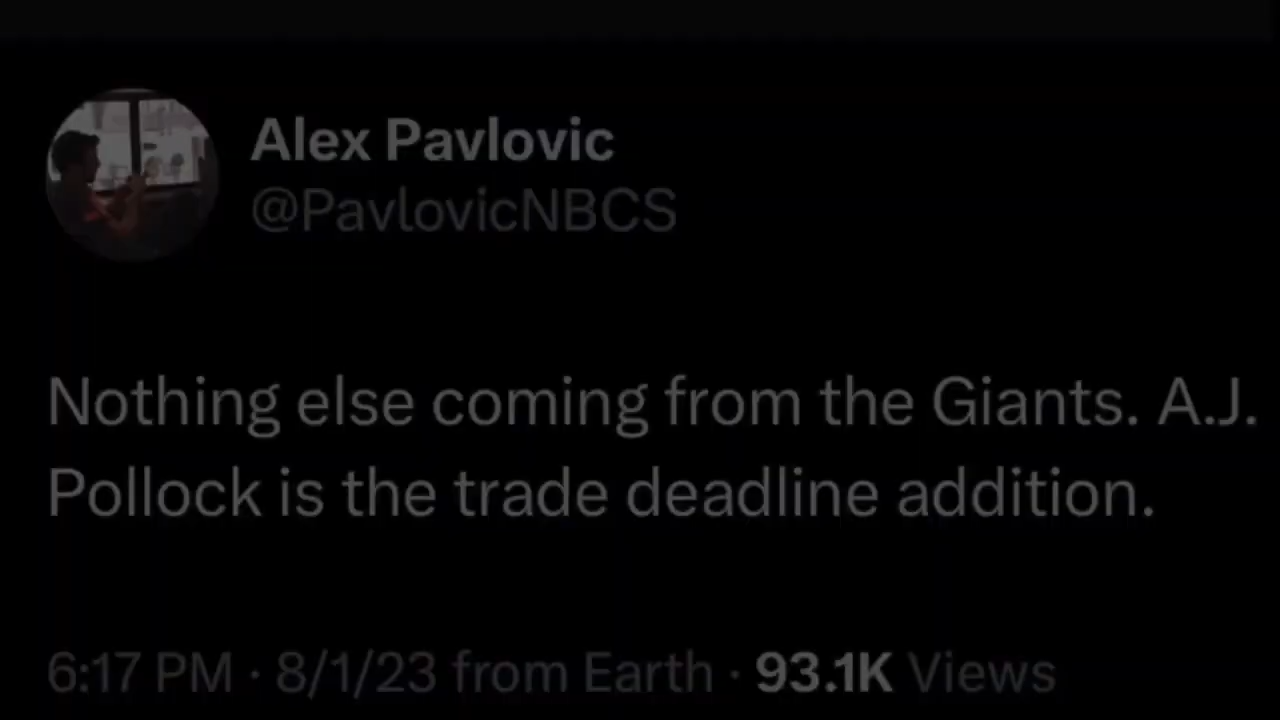 Alex Pavlovic
@PavlovicNBCS
Nothing else coming from the Giants. A.J.
Pollock is the trade deadline addition.
6:17 PM · 8/1/23 from Earth · 93.1K Views